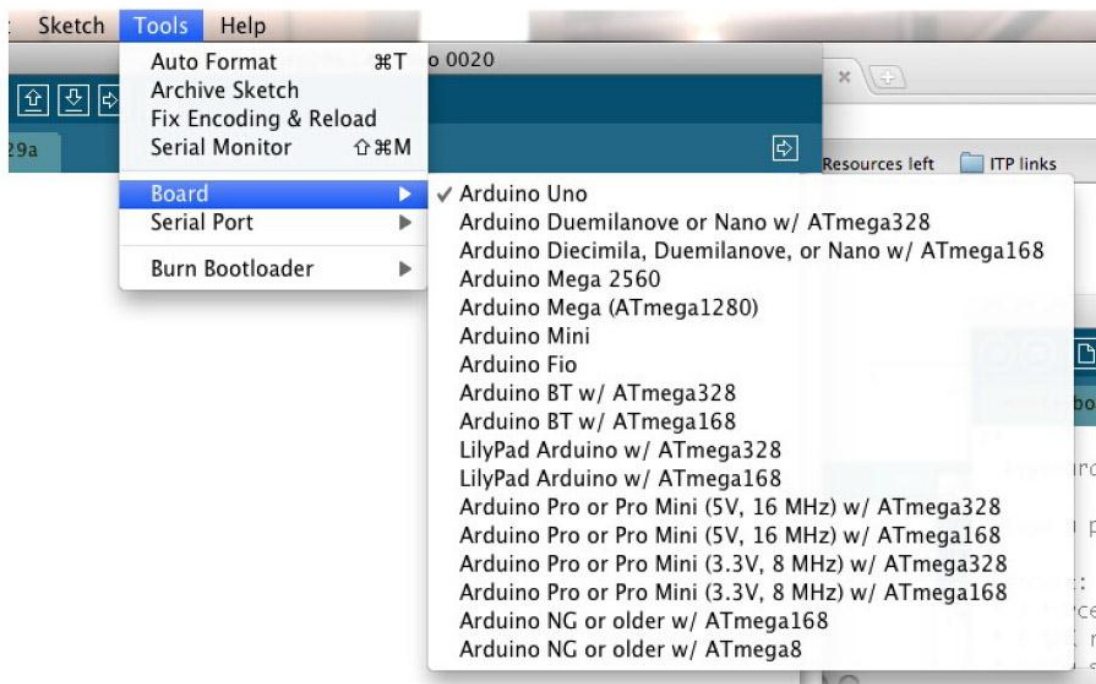 Sketch Tools Help
Auto Format ⌘T
Archive Sketch
Fix Encoding & Reload
Serial Monitor ⇧⌘M
Board
Serial Port
Burn Bootloader
o 0020
29a
Resources left ITP links
✓ Arduino Uno
Arduino Duemilanove or Nano w/ ATmega328
Arduino Diecimila, Duemilanove, or Nano w/ ATmega168
Arduino Mega 2560
Arduino Mega (ATmega1280)
Arduino Mini
Arduino Fio
Arduino BT w/ ATmega328
Arduino BT w/ ATmega168
LilyPad Arduino w/ ATmega328
LilyPad Arduino w/ ATmega168
Arduino Pro or Pro Mini (5V, 16 MHz) w/ ATmega328
Arduino Pro or Pro Mini (5V, 16 MHz) w/ ATmega168
Arduino Pro or Pro Mini (3.3V, 8 MHz) w/ ATmega328
Arduino Pro or Pro Mini (3.3V, 8 MHz) w/ ATmega168
Arduino NG or older w/ ATmega168
Arduino NG or older w/ ATmega8